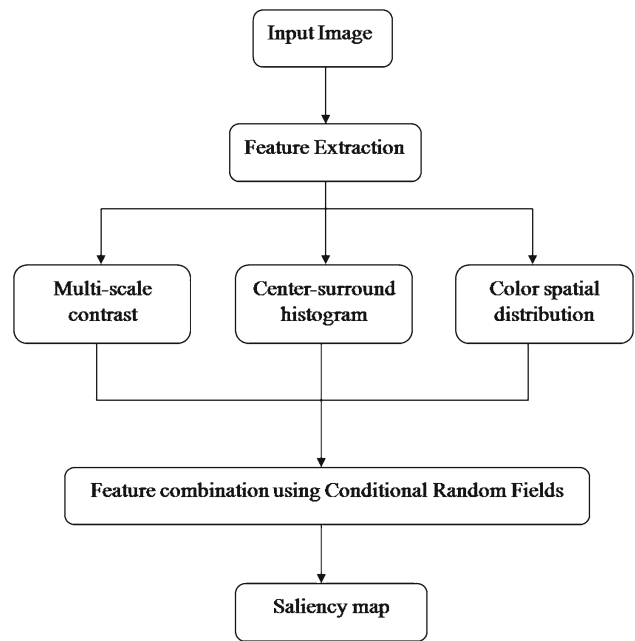 Input Image
Feature Extraction
Multi-scale
contrast
Center-surround
histogram
Color spatial
distribution
Feature combination using Conditional Random Fields
Saliency map